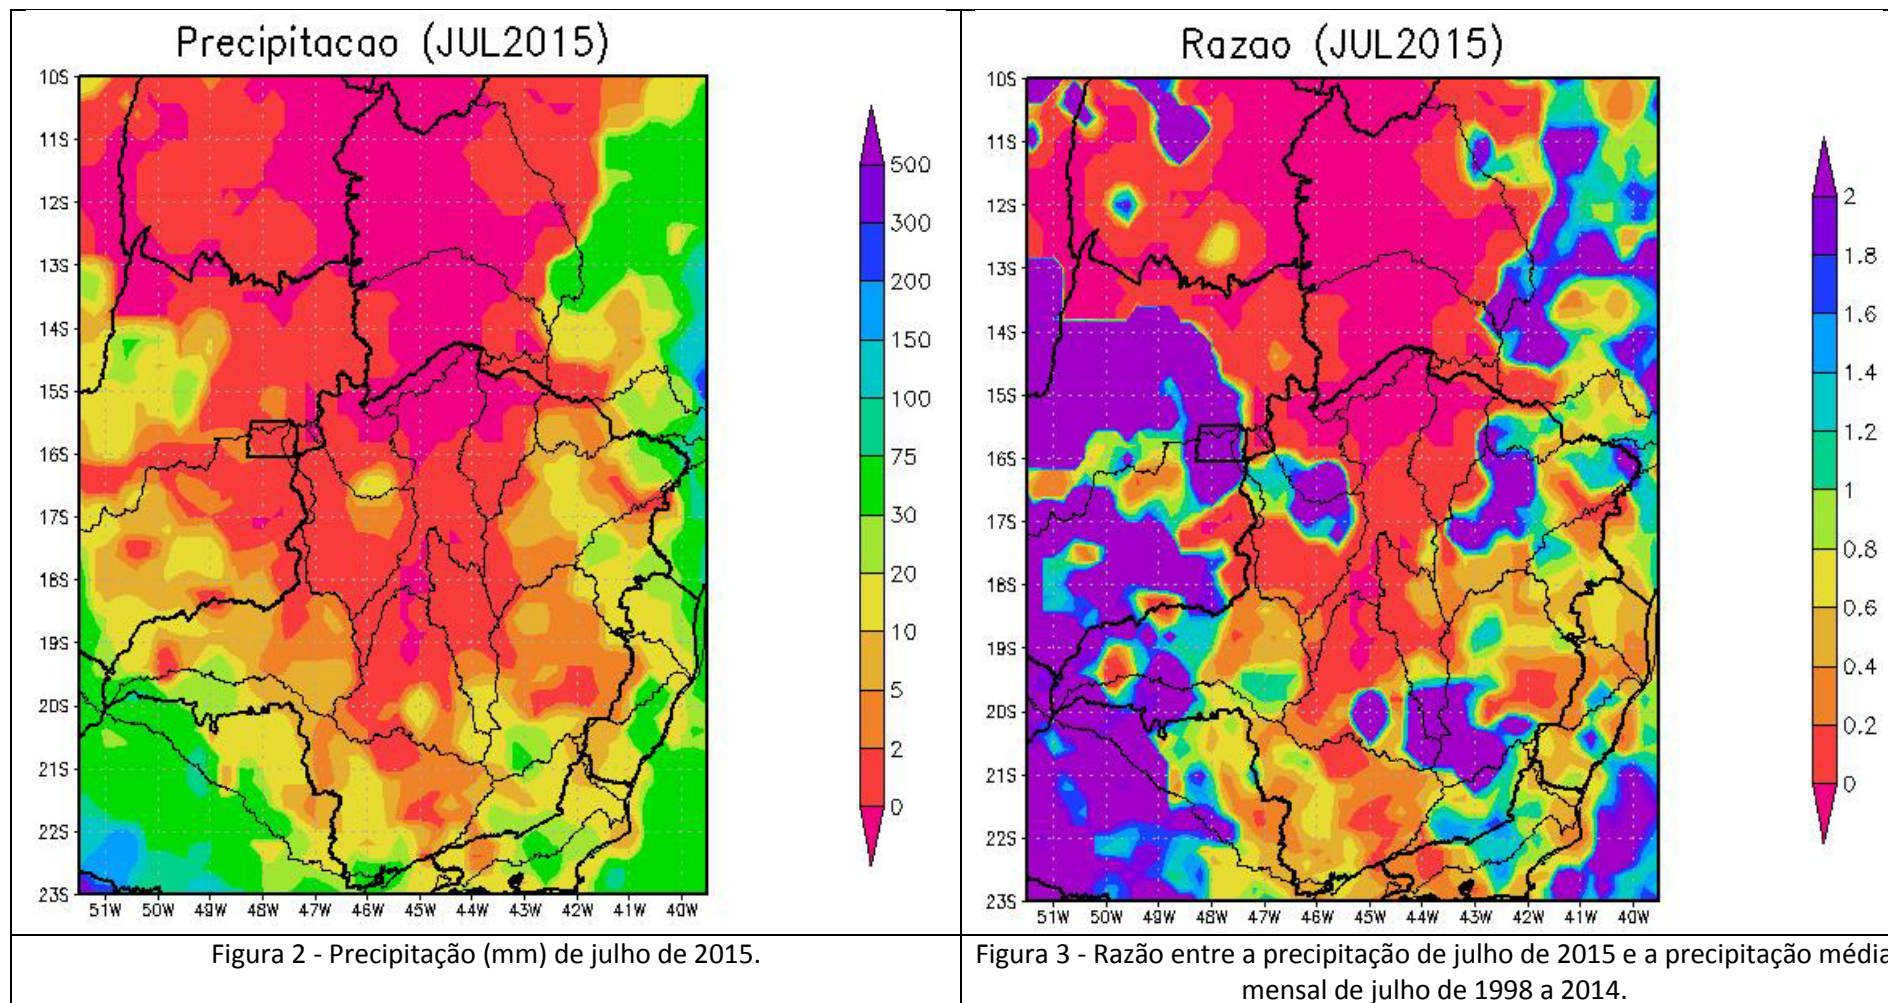 Precipitacao (JUL2015)
10S
11S
12S
13S
14S
15S
16S
17S
18S
19S
20S
21S
22S
23S
51W 50W 49W 48W 47W 46W 45W 44W 43W 42W 41W 40W
500
300
200
150
100
75
30
20
10
5
2
0
Razao (JUL2015)
10S
11S
12S
13S
14S
15S
16S
17S
18S
19S
20S
21S
22S
23S
51W 50W 49W 48W 47W 46W 45W 44W 43W 42W 41W 40W
2
1.8
1.6
1.4
1.2
1
0.8
0.6
0.4
0.2
0
Figura 2 - Precipitação (mm) de julho de 2015.
Figura 3 - Razão entre a precipitação de julho de 2015 e a precipitação média
mensal de julho de 1998 a 2014.